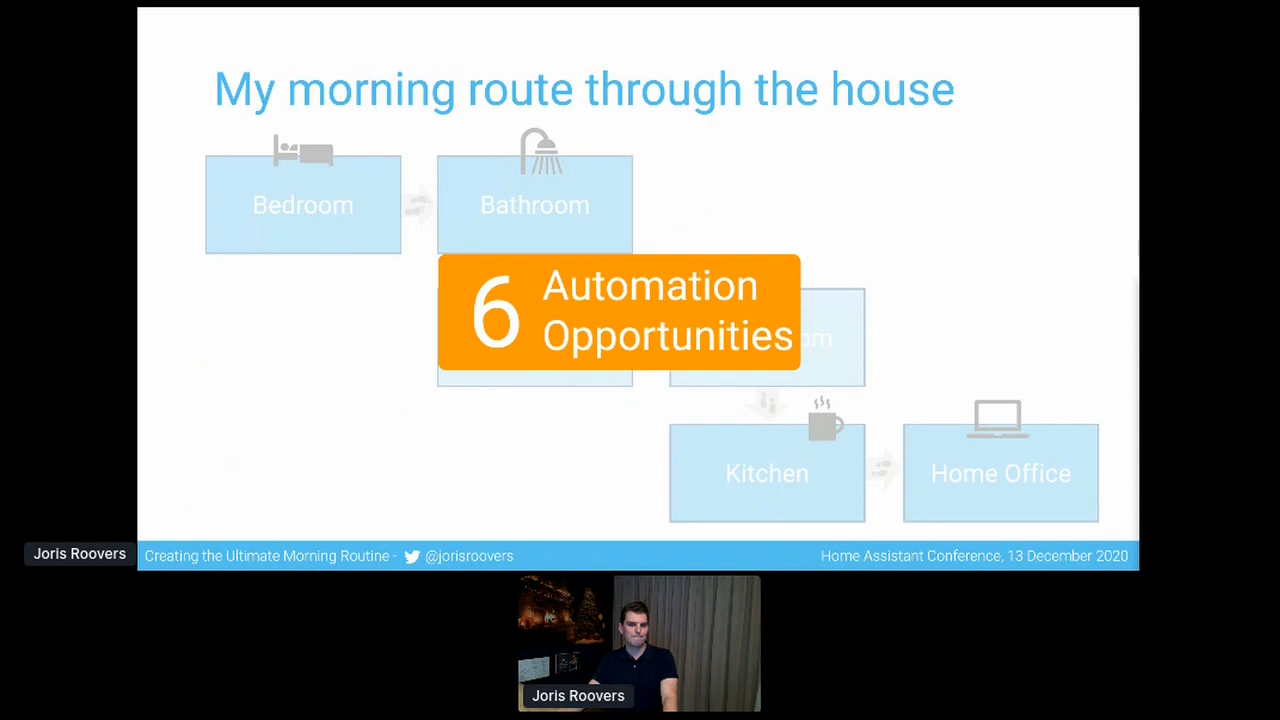 My morning route through the house
Bedroom
Bathroom
6
Automation
Opportunities
om
Kitchen
Home Office
Joris Roovers
Creating the Ultimate Morning Routine -
@jorisroovers
Home Assistant Conference, 13 December 2020
Joris Roovers